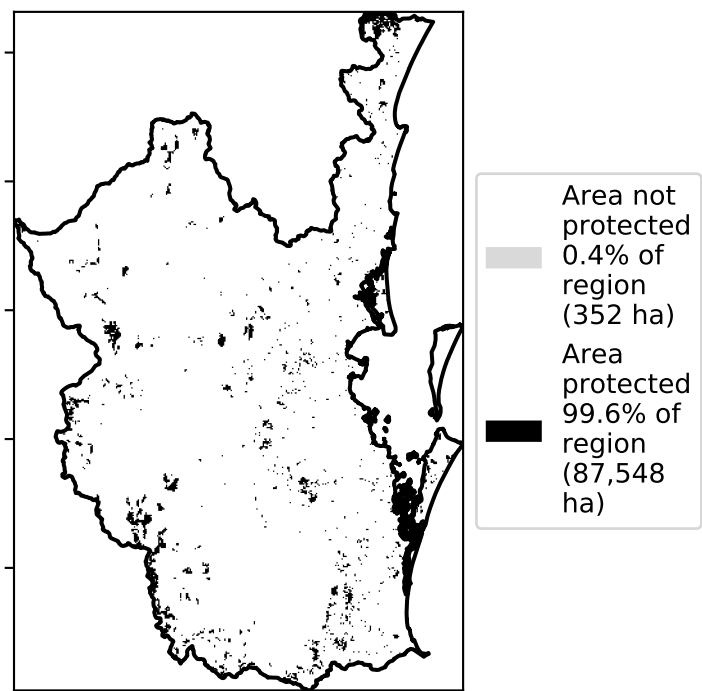 Area not
protected
0.4% of
region
(352 ha)
Area
protected
99.6% of
region
(87,548
ha)